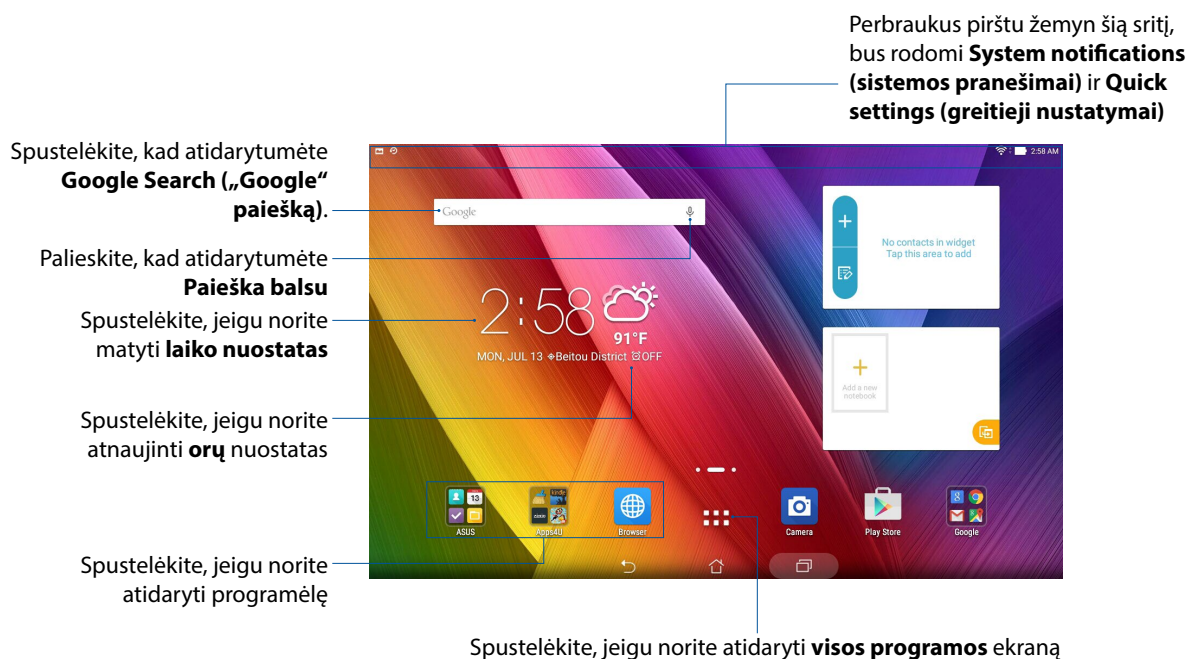 Perbraukus pirštu žemyn šią sritį,
bus rodomi System notifications
(sistemos pranešimai) ir Quick
settings (greitieji nustatymai)
Spustelėkite, kad atidarytumėte
Google Search („Google“
paiešką).
Palieskite, kad atidarytumėte
Paieška balsu
Spustelėkite, jeigu norite
matyti laiko nuostatas
Spustelėkite, jeigu norite
atnaujinti orų nuostatas
Spustelėkite, jeigu norite
atidaryti programėlę
2:58 AM
Google
No contacts in widget
Tap this area to add
2:58
91°F
MON, JUL 13 Beitou District OFF
Add a new
notebook
13
kindle
zinio
8
ASUS
Apps4U
Browser
Camera
Play Store
Google
Spustelėkite, jeigu norite atidaryti visos programos ekraną